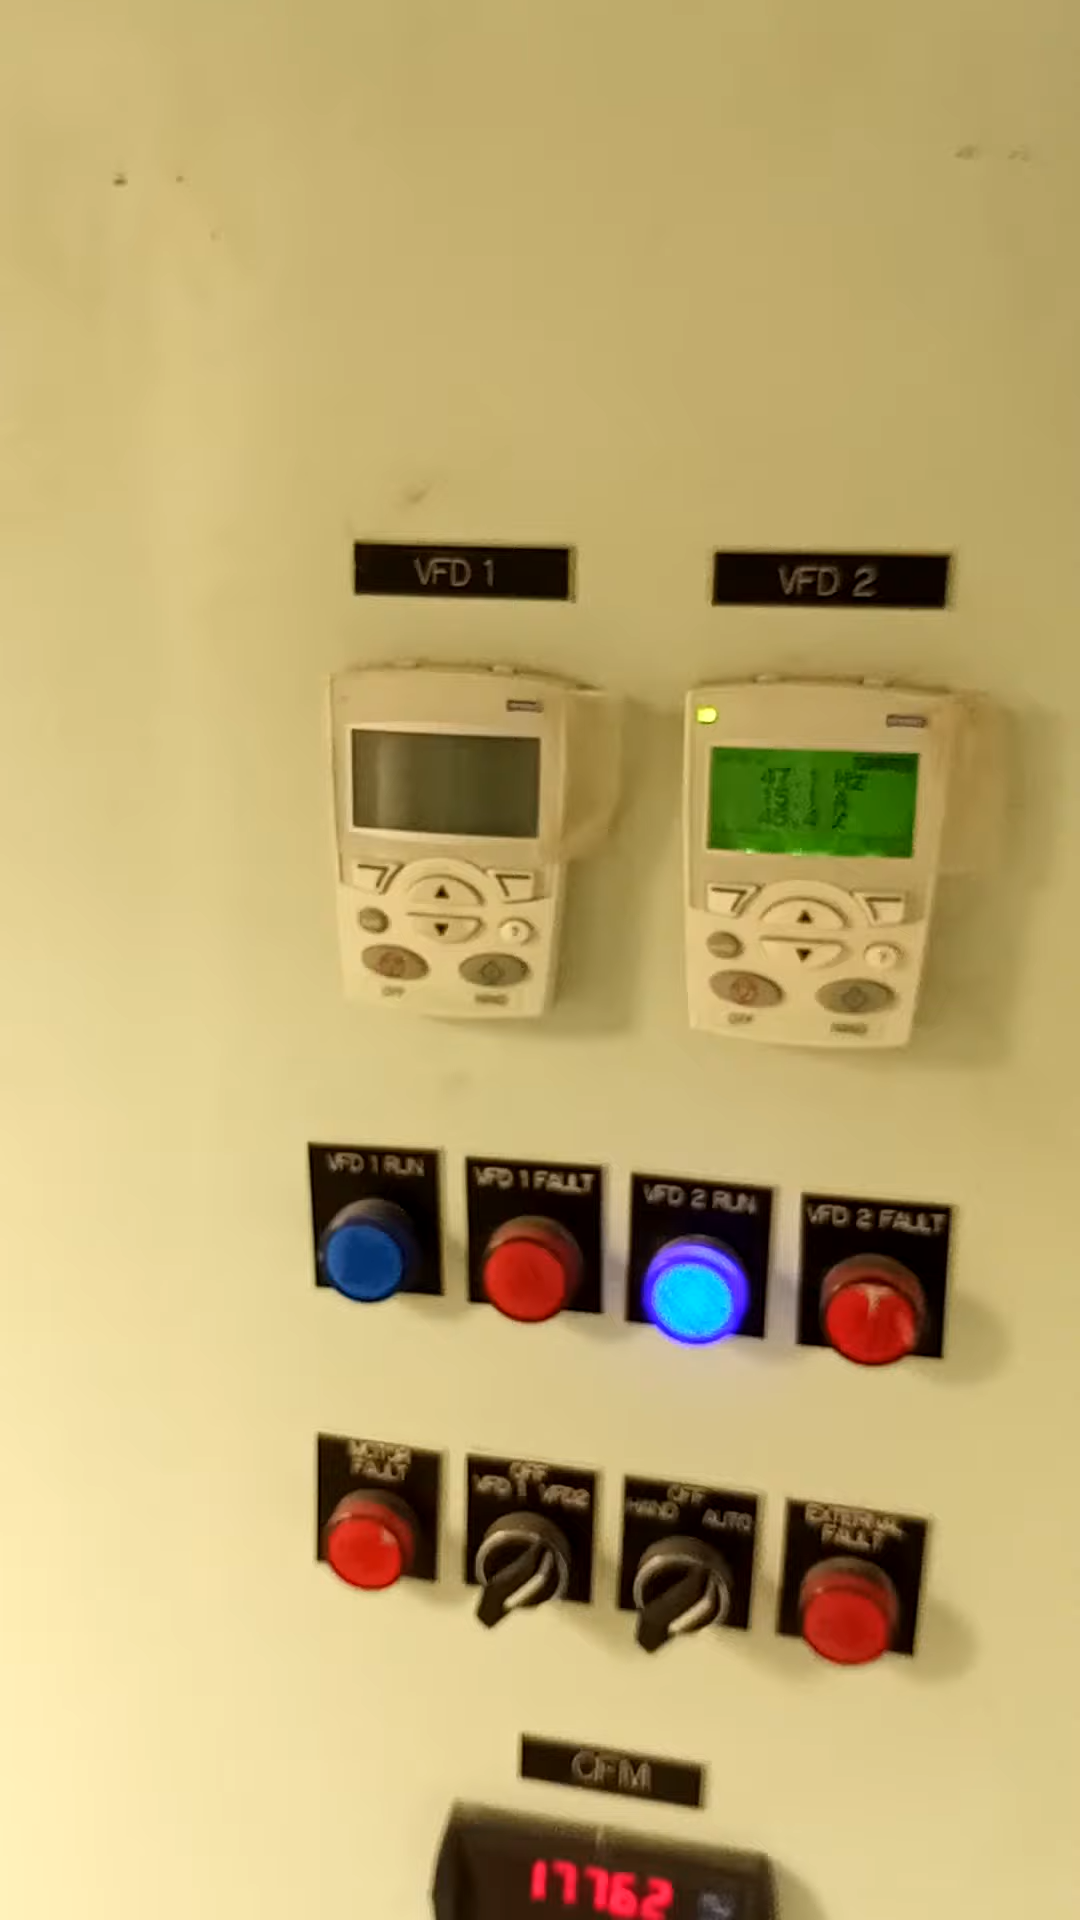 VFD 1
VFD 2
OFF
HAND
OFF
HAND
VFD 1 RUN
VFD 1 FAULT
VFD 2 RUN
VFD 2 FAULT
MOTOR
FAULT
OFF
VFD 1 VFD2
OFF
HAND AUTO
EXTERNAL
FAULT
CFM
17762